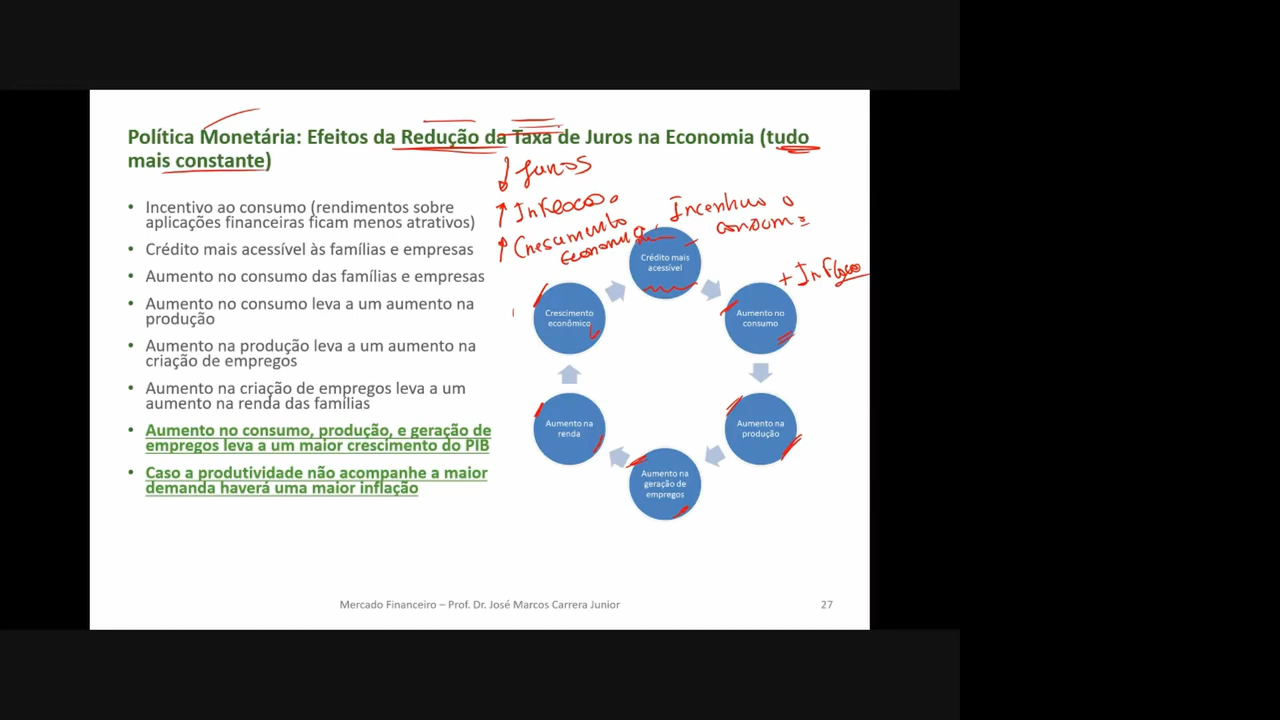 Política Monetária: Efeitos da Redução da Taxa de Juros na Economia (tudo
mais constante)
• Incentivo ao consumo (rendimentos sobre
aplicações financeiras ficam menos atrativos)
• Crédito mais acessível às famílias e empresas
• Aumento no consumo das famílias e empresas
• Aumento no consumo leva a um aumento na
produção
• Aumento na produção leva a um aumento na
criação de empregos
• Aumento na criação de empregos leva a um
aumento na renda das famílias
• Aumento no consumo, produção, e geração de
empregos leva a um maior crescimento do PIB
• Caso a produtividade não acompanhe a maior
demanda haverá uma maior inflação
↓ Juros
↑ Inflação
↑ Crescimento
Econômico
Incentivo o
consumo
+ Inflação
Crédito mais
acessível
Aumento no
consumo
Aumento na
produção
Aumento na
geração de
empregos
Aumento na
renda
Crescimento
econômico
Mercado Financeiro – Prof. Dr. José Marcos Carrera Junior
27